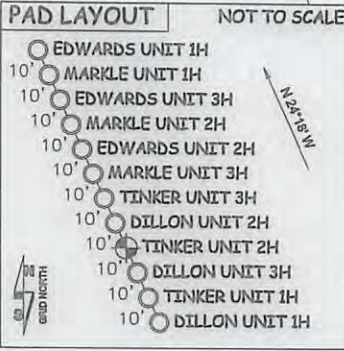 PAD LAYOUT NOT TO SCALE
EDWARDS UNIT 1H
10' MARKLE UNIT 1H
10' EDWARDS UNIT 3H
10' MARKLE UNIT 2H
10' EDWARDS UNIT 2H
10' MARKLE UNIT 3H
10' TINKER UNIT 3H
10' DILLON UNIT 2H
10' TINKER UNIT 2H
10' DILLON UNIT 3H
10' TINKER UNIT 1H
10' DILLON UNIT 1H
N 24°18' W
GRID NORTH